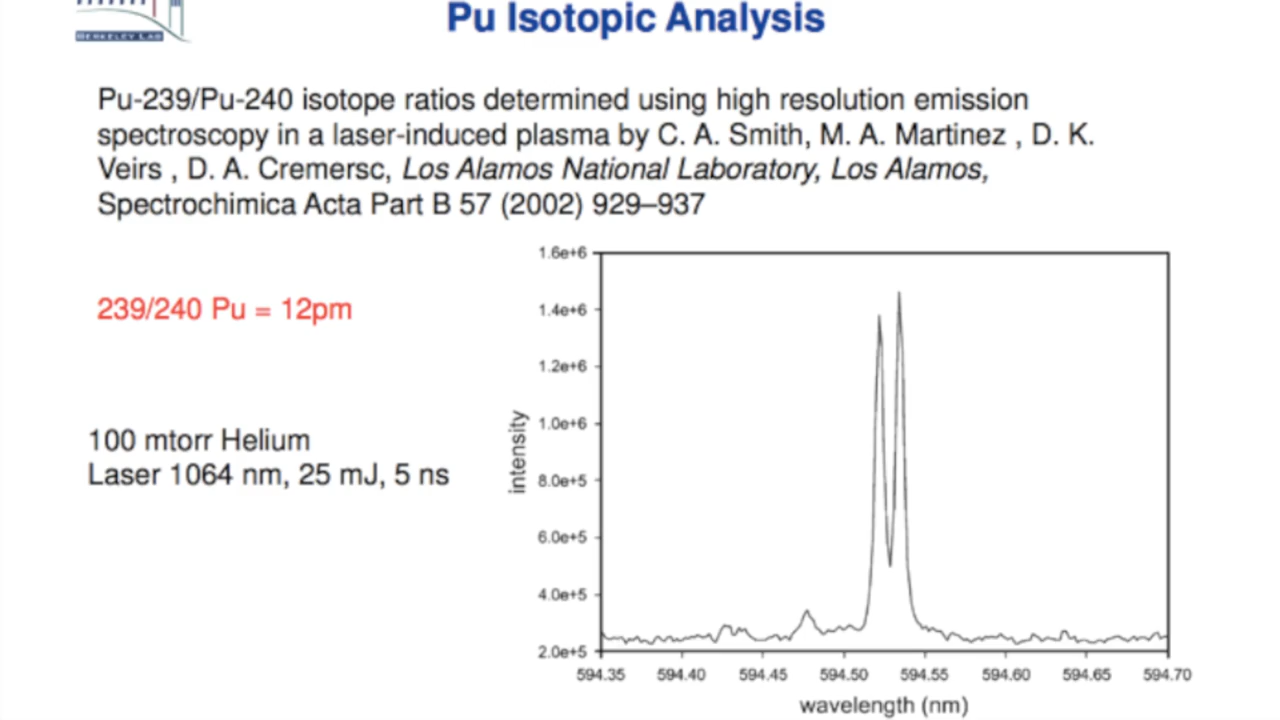 Pu Isotopic Analysis
BERKELEY LAB
Pu-239/Pu-240 isotope ratios determined using high resolution emission
spectroscopy in a laser-induced plasma by C. A. Smith, M. A. Martinez , D. K.
Veirs , D. A. Cremersc, Los Alamos National Laboratory, Los Alamos,
Spectrochimica Acta Part B 57 (2002) 929–937
239/240 Pu = 12pm
100 mtorr Helium
Laser 1064 nm, 25 mJ, 5 ns
1.6e+6
1.4e+6
1.2e+6
1.0e+6
8.0e+5
6.0e+5
4.0e+5
2.0e+5
intensity
594.35 594.40 594.45 594.50 594.55 594.60 594.65 594.70
wavelength (nm)